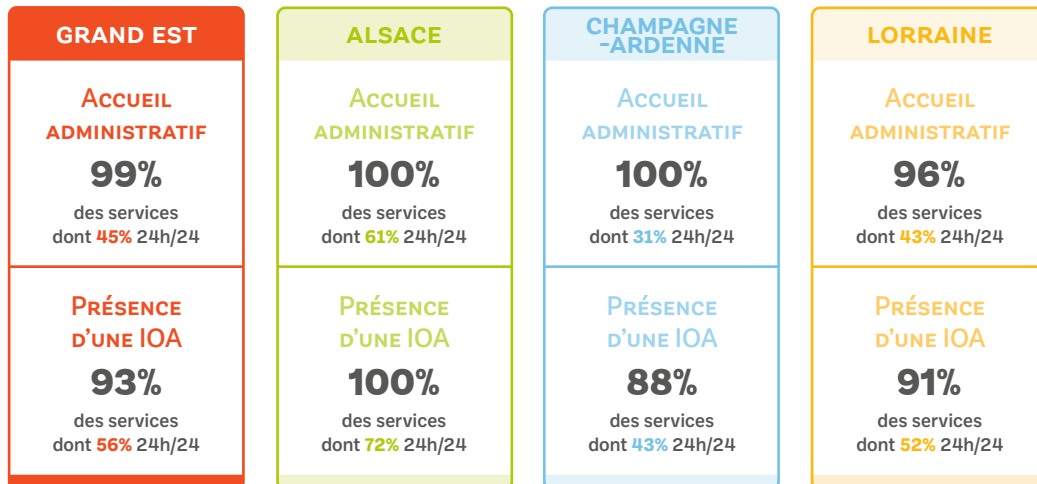 GRAND EST
ACCUEIL
ADMINISTRATIF
99%
des services
dont 45% 24h/24
PRÉSENCE
D'UNE IOA
93%
des services
dont 56% 24h/24
ALSACE
ACCUEIL
ADMINISTRATIF
100%
des services
dont 61% 24h/24
PRÉSENCE
D'UNE IOA
100%
des services
dont 72% 24h/24
CHAMPAGNE
-ARDENNE
ACCUEIL
ADMINISTRATIF
100%
des services
dont 31% 24h/24
PRÉSENCE
D'UNE IOA
88%
des services
dont 43% 24h/24
LORRAINE
ACCUEIL
ADMINISTRATIF
96%
des services
dont 43% 24h/24
PRÉSENCE
D'UNE IOA
91%
des services
dont 52% 24h/24